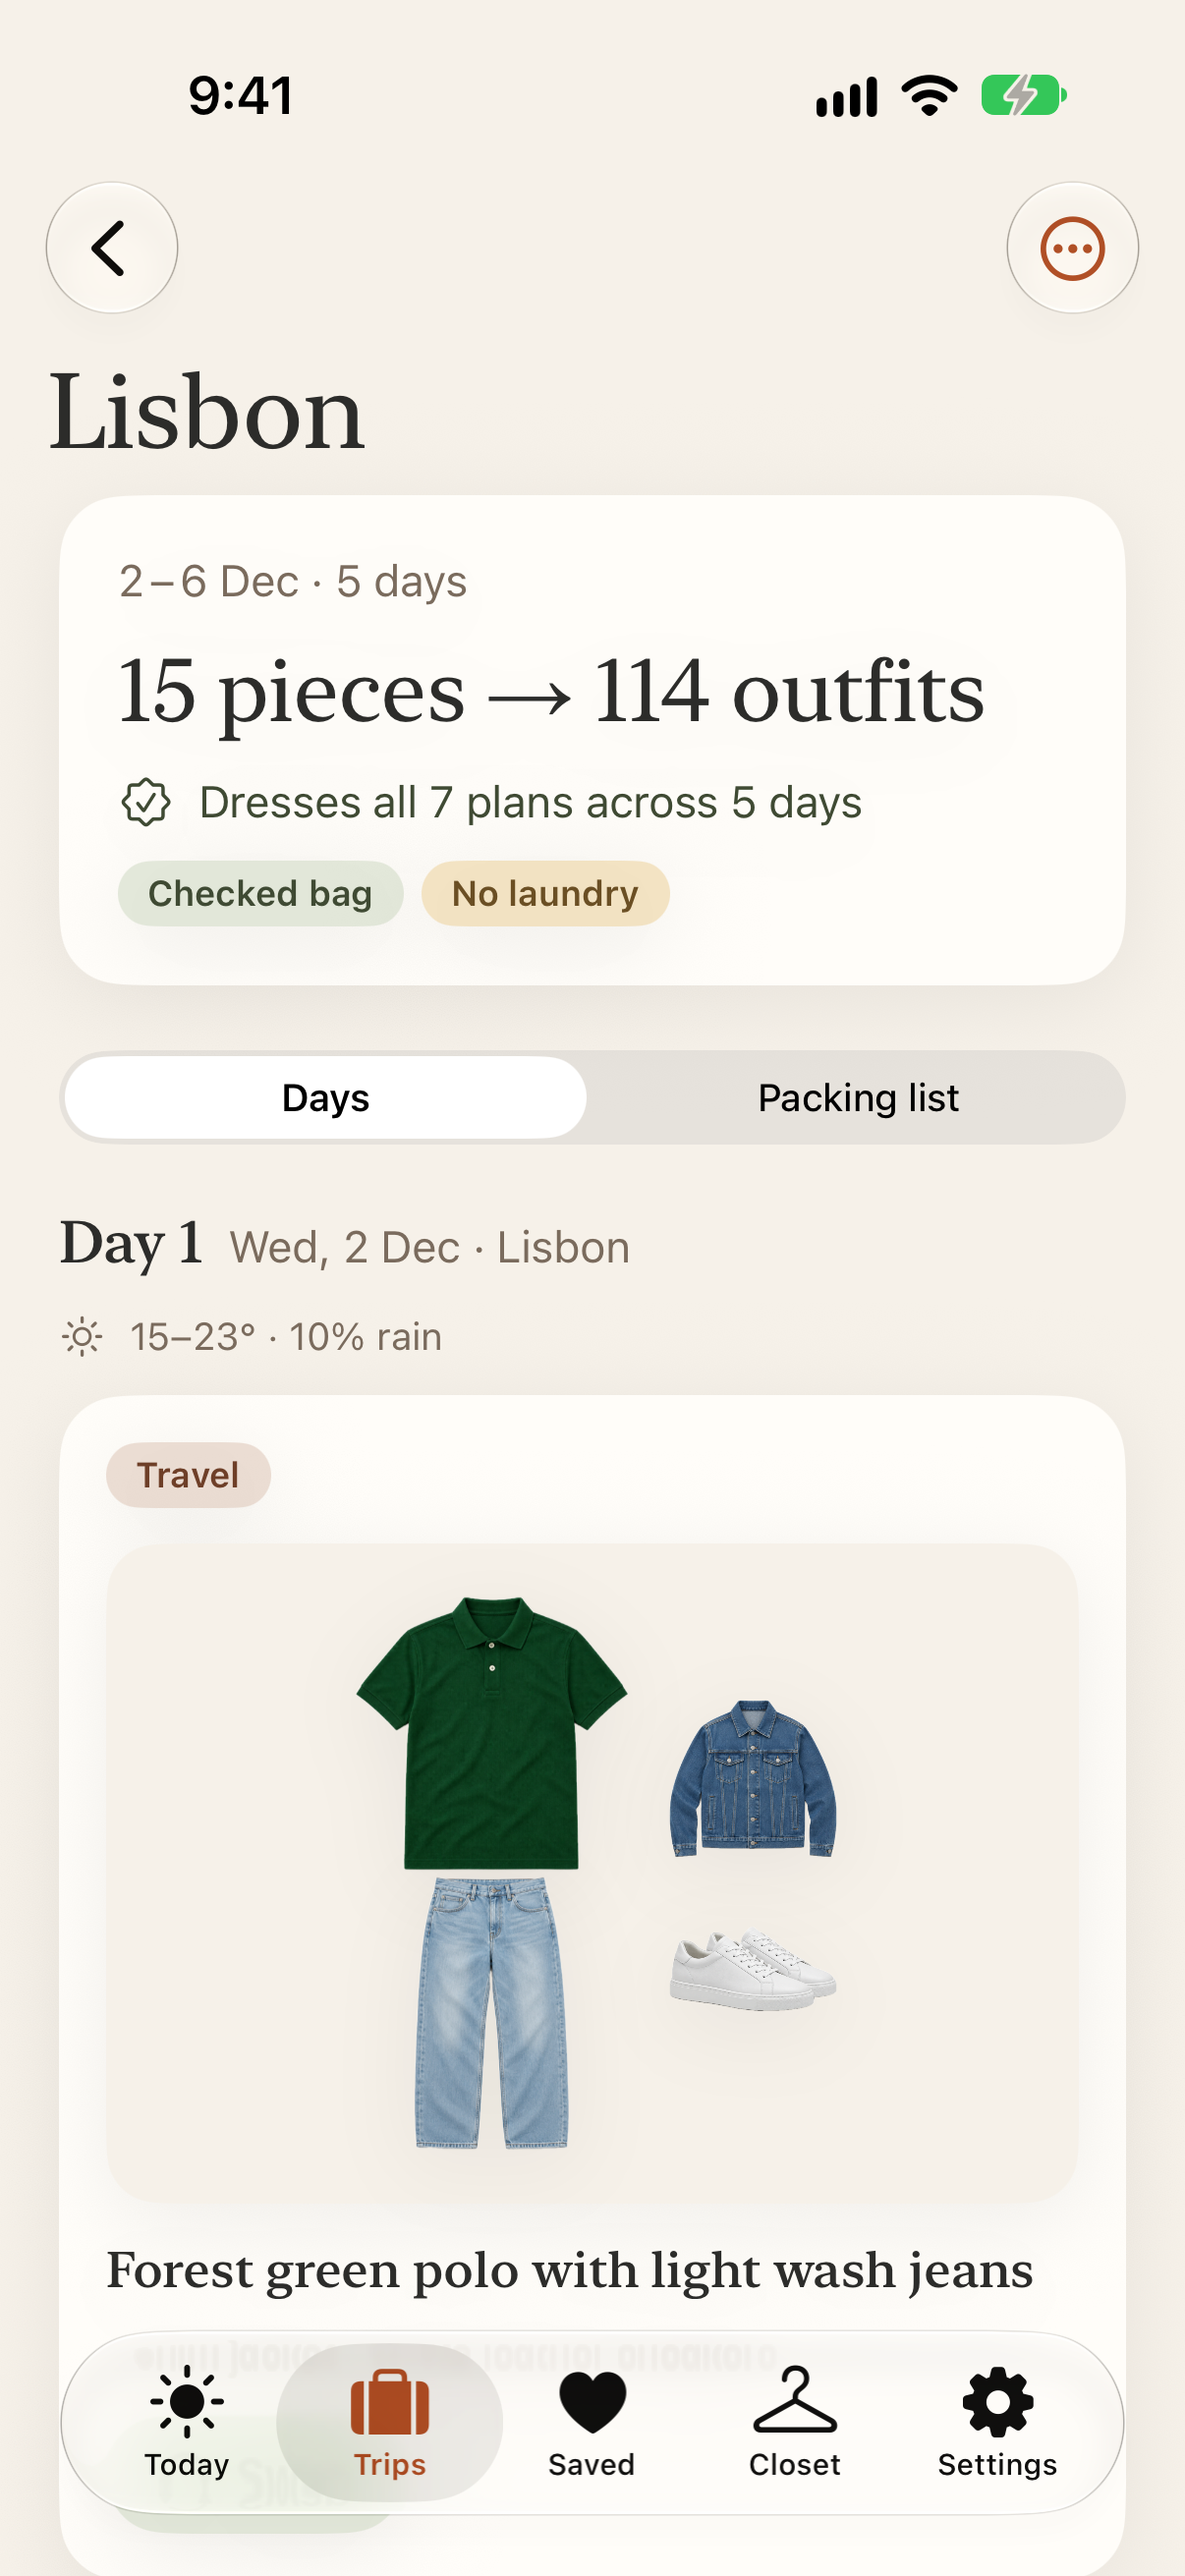 9:41
Lisbon
2–6 Dec · 5 days
15 pieces → 114 outfits
Dresses all 7 plans across 5 days
Checked bag
No laundry
Days
Packing list
Day 1 Wed, 2 Dec · Lisbon
15–23° · 10% rain
Travel
Forest green polo with light wash jeans
Today
Trips
Saved
Closet
Settings